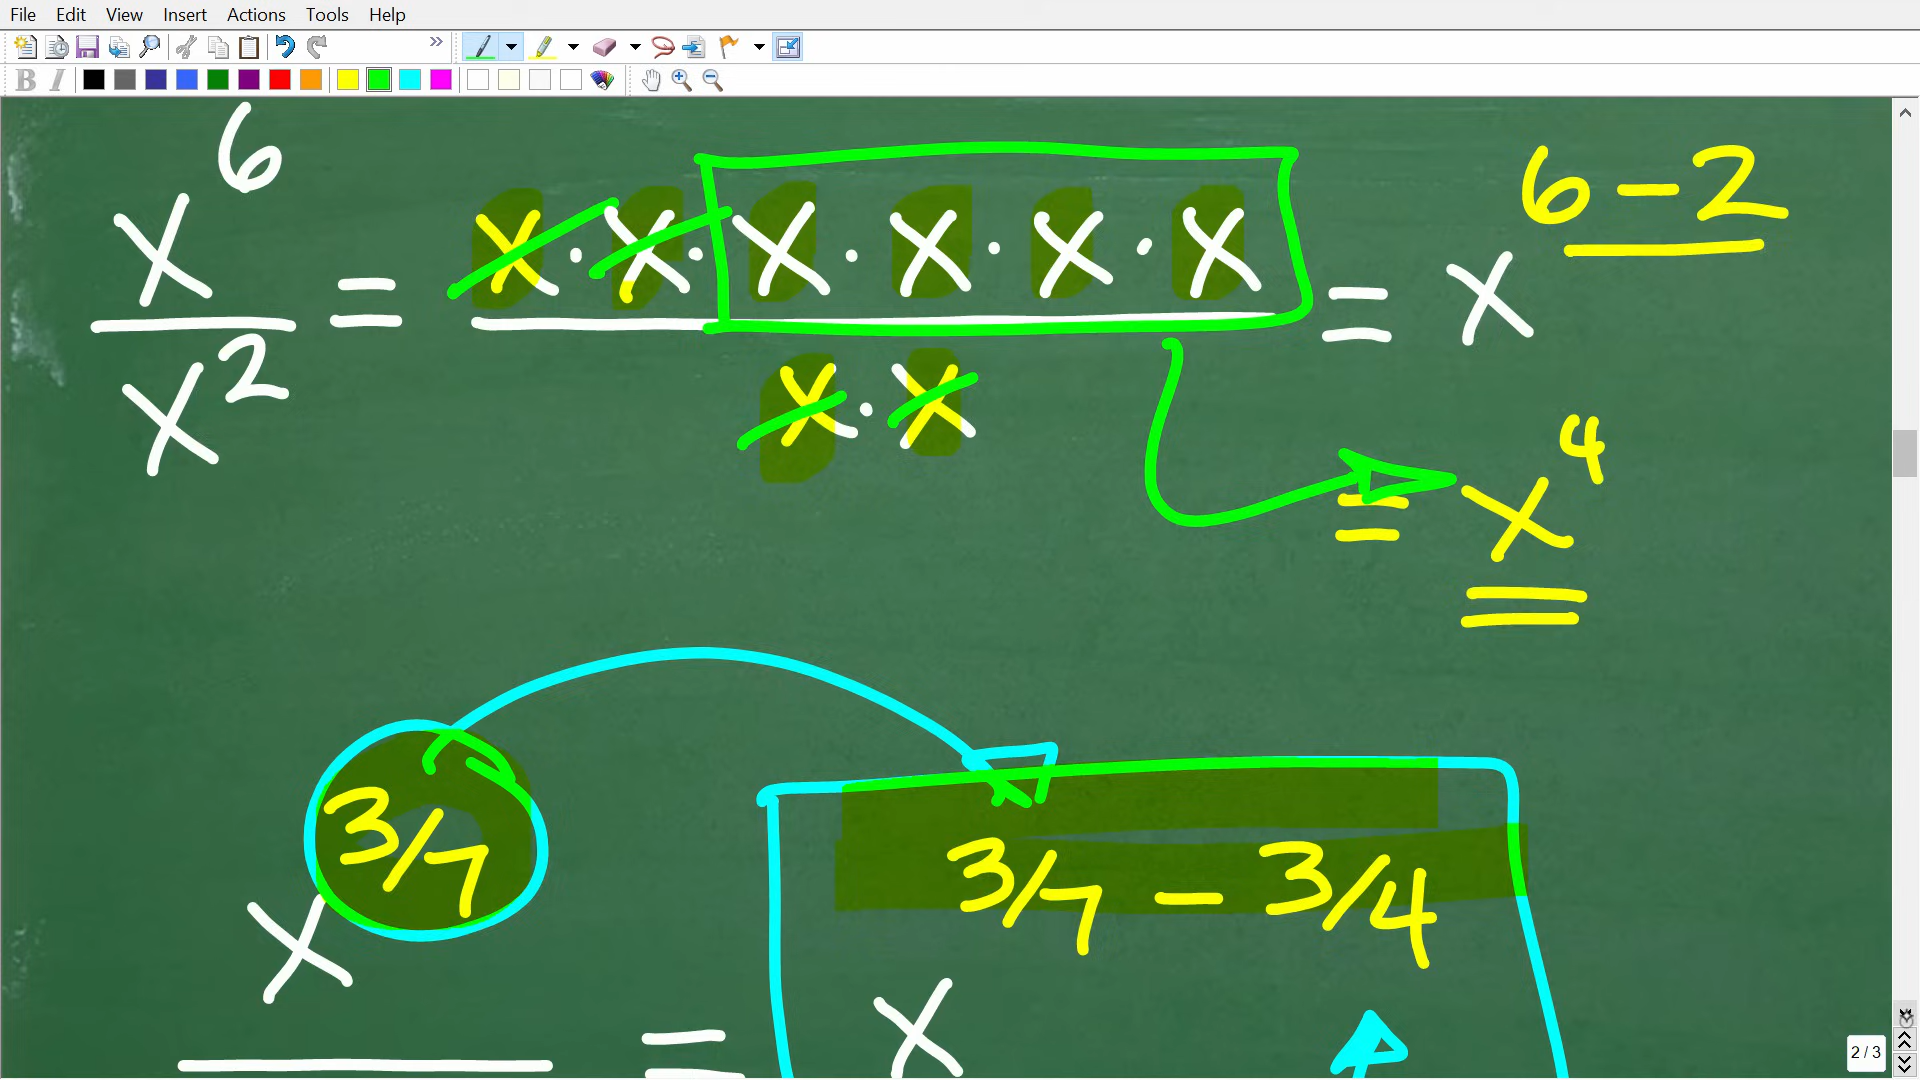 File Edit View Insert Actions Tools Help
B I
x^6 / x^2 = x · x · x · x · x · x / x · x = x^6-2
= x^4
x^3/7 = x^3/7 - 3/4
2 / 3